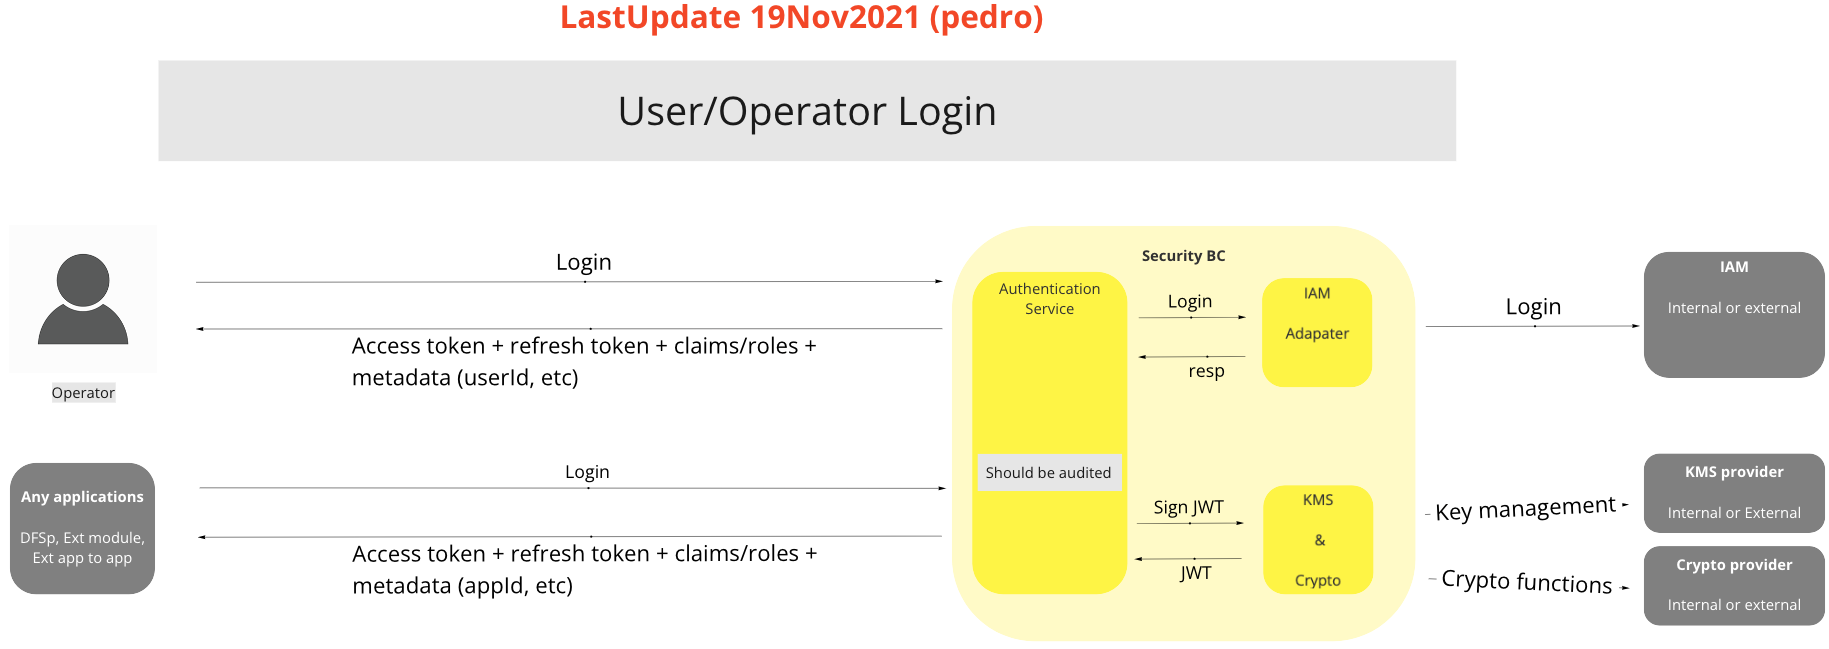 LastUpdate 19Nov2021 (pedro)
User/Operator Login
Operator
Login
Access token + refresh token + claims/roles +
metadata (userId, etc)
Any applications
DFSp, Ext module,
Ext app to app
Login
Access token + refresh token + claims/roles +
metadata (appId, etc)
Security BC
Authentication
Service
Should be audited
Login
resp
IAM
Adapater
Sign JWT
JWT
KMS
&
Crypto
Login
IAM
Internal or external
Key management
KMS provider
Internal or External
Crypto functions
Crypto provider
Internal or external